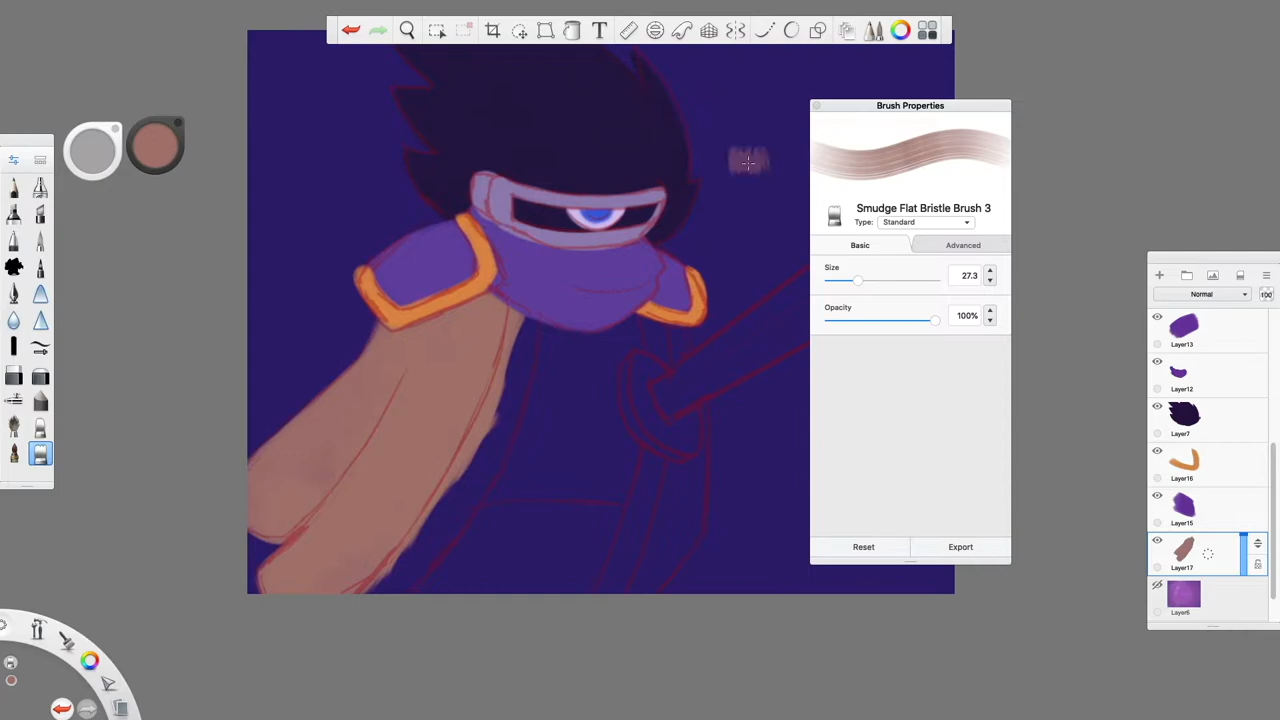 T
Brush Properties
Smudge Flat Bristle Brush 3
Type: Standard
Basic
Advanced
Size
27.3
Opacity
100%
Reset
Export
100
Normal
Layer13
Layer12
Layer7
Layer16
Layer15
Layer17
Layer6